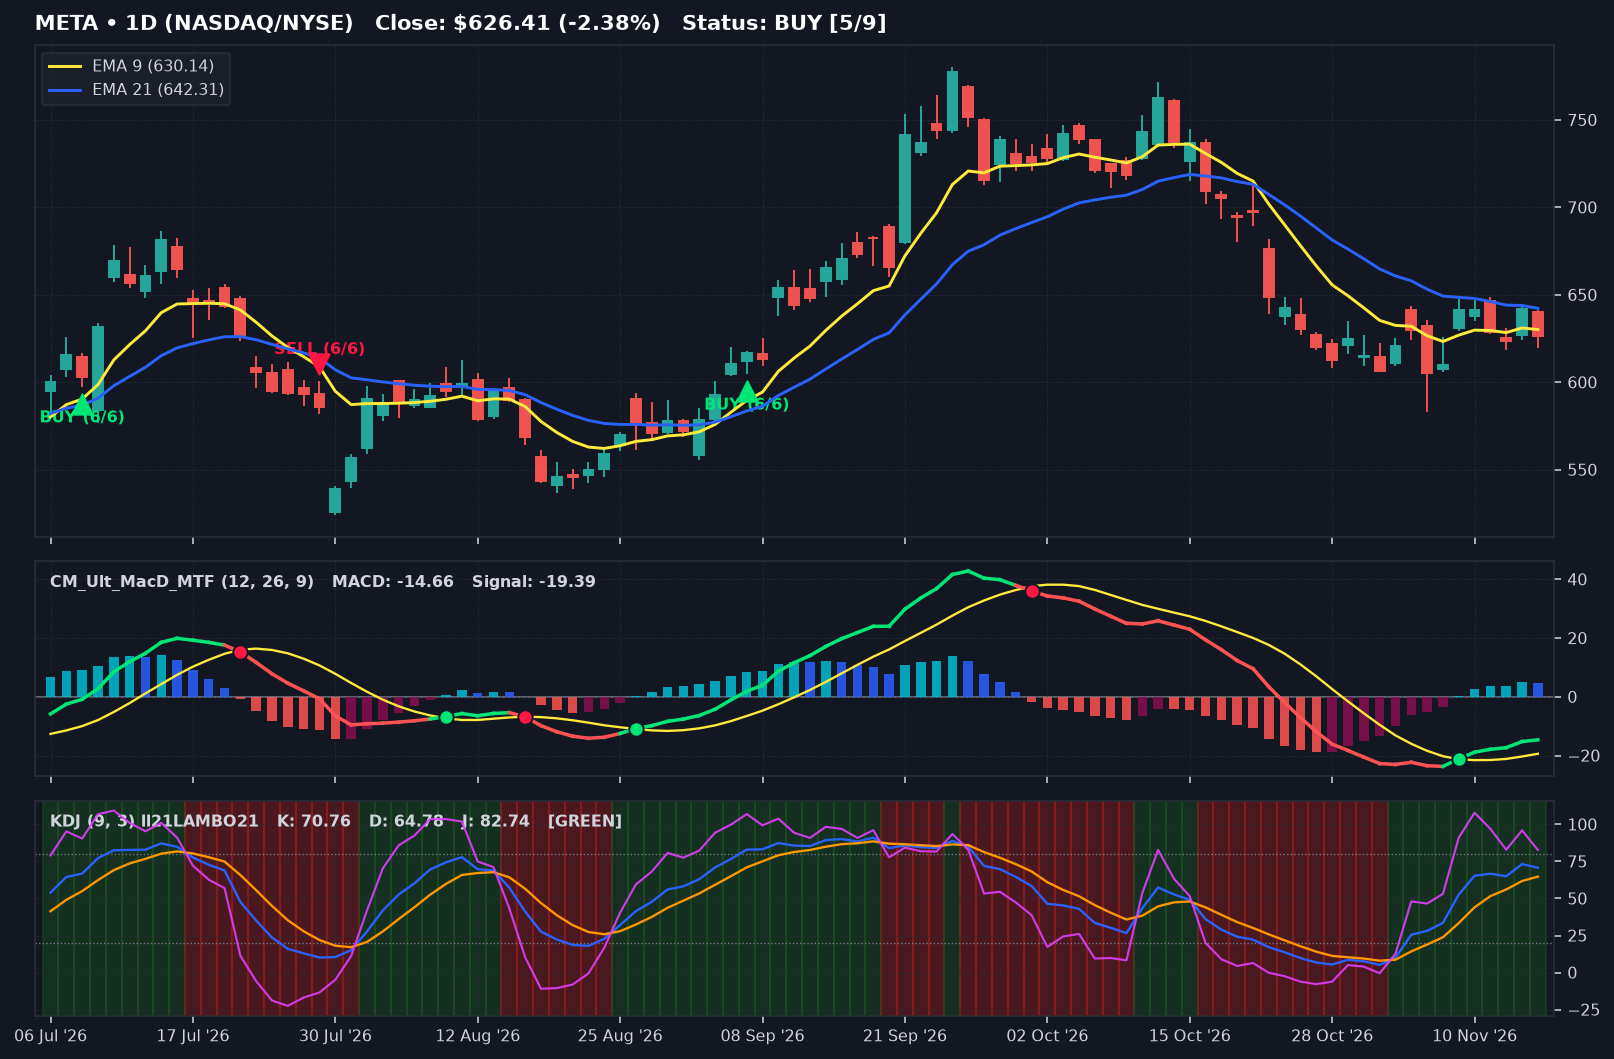 META • 1D (NASDAQ/NYSE)   Close: $626.41 (-2.38%)   Status: BUY [5/9]
EMA 9 (630.14)
EMA 21 (642.31)
750
700
650
600
550
SELL (6/6)
BUY (6/6)
BUY (6/6)
CM_Ult_MacD_MTF (12, 26, 9)   MACD: -14.66   Signal: -19.39
40
20
0
−20
KDJ (9, 3) II21LAMBO21   K: 70.76   D: 64.78   J: 82.74   [GREEN]
100
75
50
25
0
−25
06 Jul '26
17 Jul '26
30 Jul '26
12 Aug '26
25 Aug '26
08 Sep '26
21 Sep '26
02 Oct '26
15 Oct '26
28 Oct '26
10 Nov '26